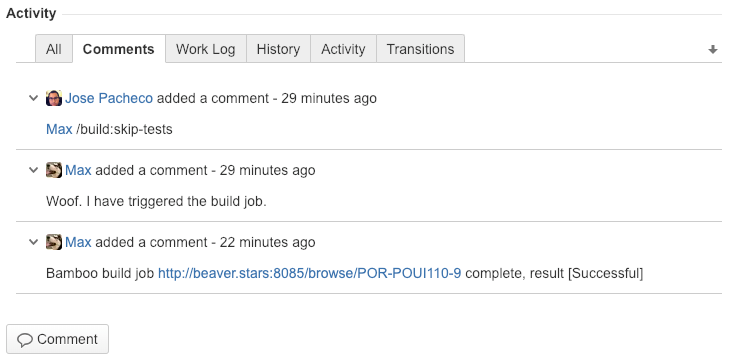 Activity
All Comments Work Log History Activity Transitions
Jose Pacheco added a comment - 29 minutes ago
Max /build:skip-tests
Max added a comment - 29 minutes ago
Woof. I have triggered the build job.
Max added a comment - 22 minutes ago
Bamboo build job http://beaver.stars:8085/browse/POR-POUI110-9 complete, result [Successful]
Comment